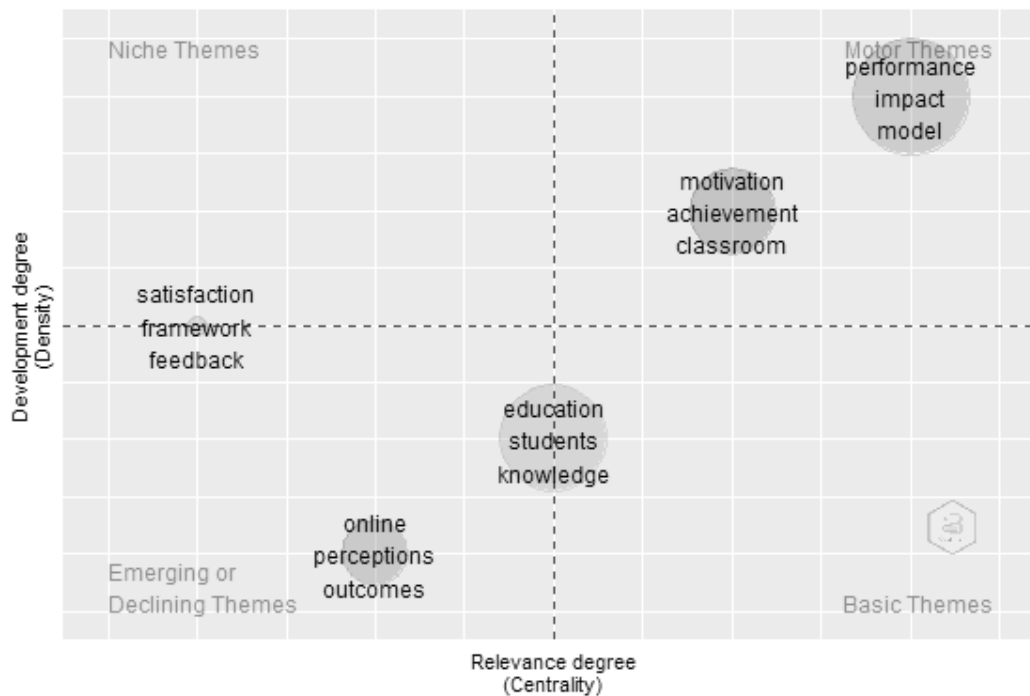 Niche Themes
Motor Themes
performance
impact
model
motivation
achievement
classroom
satisfaction
framework
feedback
education
students
knowledge
online
perceptions
outcomes
Emerging or
Declining Themes
Basic Themes
Development degree
(Density)
Relevance degree
(Centrality)